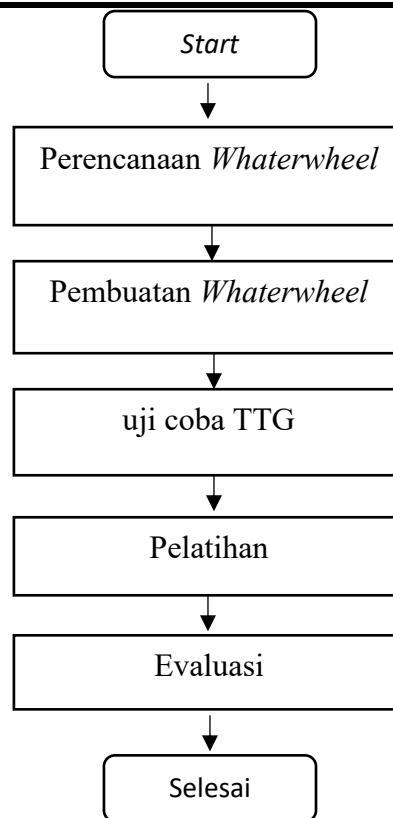 Start
Perencanaan Whaterwheel
Pembuatan Whaterwheel
uji coba TTG
Pelatihan
Evaluasi
Selesai